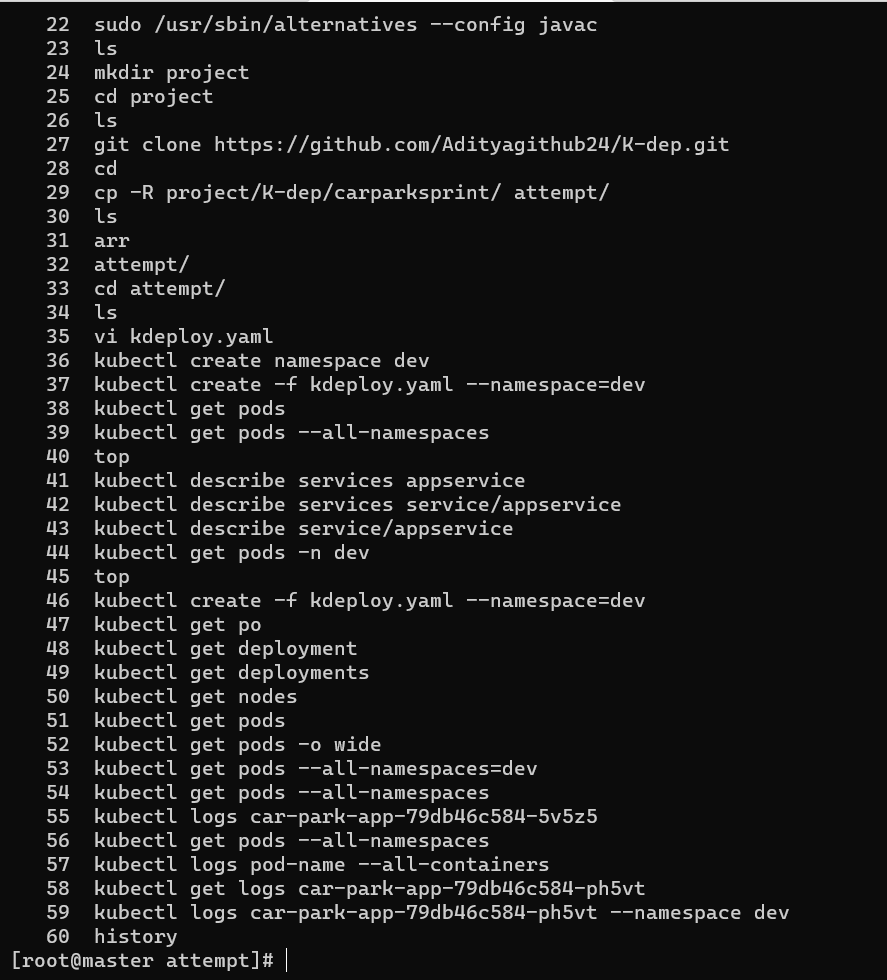 22 sudo /usr/sbin/alternatives --config javac
23 ls
24 mkdir project
25 cd project
26 ls
27 git clone https://github.com/Adityagithub24/K-dep.git
28 cd
29 cp -R project/K-dep/carparksprint/ attempt/
30 ls
31 arr
32 attempt/
33 cd attempt/
34 ls
35 vi kdeploy.yaml
36 kubectl create namespace dev
37 kubectl create -f kdeploy.yaml --namespace=dev
38 kubectl get pods
39 kubectl get pods --all-namespaces
40 top
41 kubectl describe services appservice
42 kubectl describe services service/appservice
43 kubectl describe service/appservice
44 kubectl get pods -n dev
45 top
46 kubectl create -f kdeploy.yaml --namespace=dev
47 kubectl get po
48 kubectl get deployment
49 kubectl get deployments
50 kubectl get nodes
51 kubectl get pods
52 kubectl get pods -o wide
53 kubectl get pods --all-namespaces=dev
54 kubectl get pods --all-namespaces
55 kubectl logs car-park-app-79db46c584-5v5z5
56 kubectl get pods --all-namespaces
57 kubectl logs pod-name --all-containers
58 kubectl get logs car-park-app-79db46c584-ph5vt
59 kubectl logs car-park-app-79db46c584-ph5vt --namespace dev
60 history
[root@master attempt]#